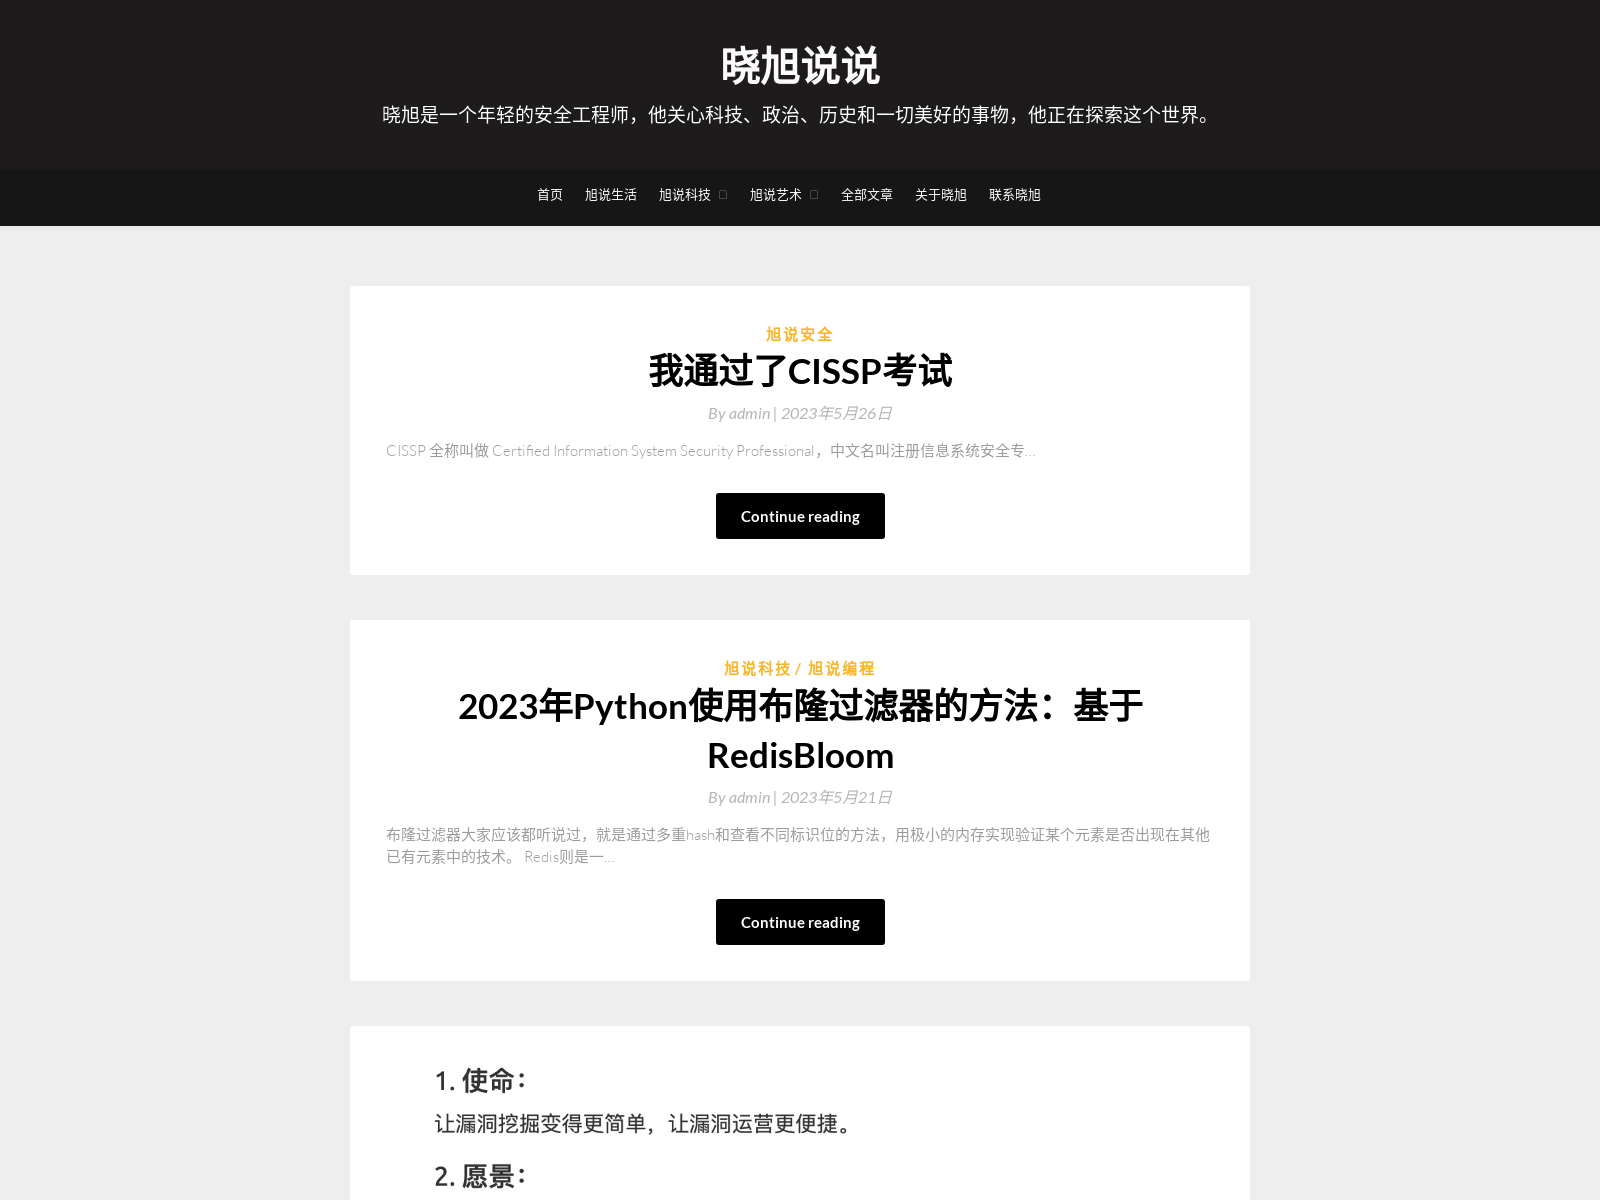 晓旭说说
晓旭是一个年轻的安全工程师，他关心科技、政治、历史和一切美好的事物，他正在探索这个世界。
首页 旭说生活 旭说科技 旭说艺术 全部文章 关于晓旭 联系晓旭
旭说安全
我通过了CISSP考试
By admin | 2023年5月26日
CISSP 全称叫做 Certified Information System Security Professional，中文名叫注册信息系统安全专…
Continue reading
旭说科技 / 旭说编程
2023年Python使用布隆过滤器的方法：基于
RedisBloom
By admin | 2023年5月21日
布隆过滤器大家应该都听说过，就是通过多重hash和查看不同标识位的方法，用极小的内存实现验证某个元素是否出现在其他
已有元素中的技术。 Redis则是一…
Continue reading
1. 使命：
让漏洞挖掘变得更简单，让漏洞运营更便捷。
2. 愿景：